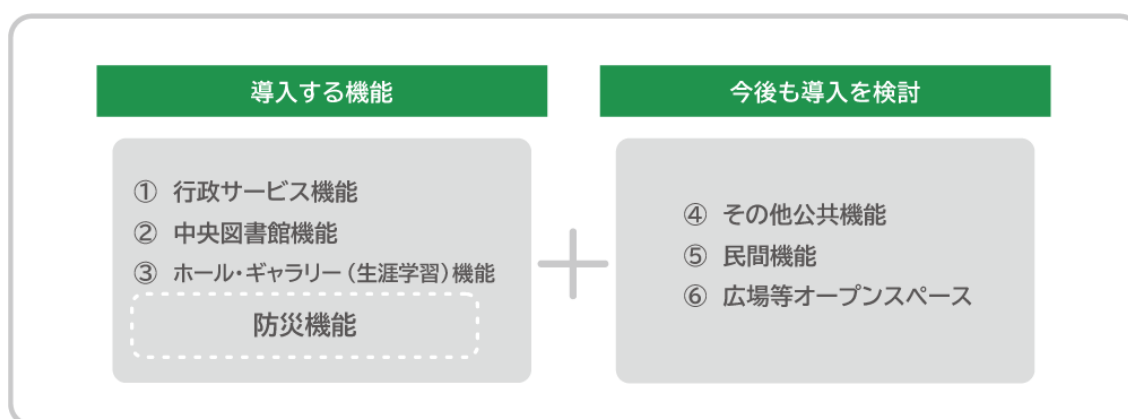 導入する機能
① 行政サービス機能
② 中央図書館機能
③ ホール・ギャラリー（生涯学習）機能
防災機能
今後も導入を検討
④ その他公共機能
⑤ 民間機能
⑥ 広場等オープンスペース